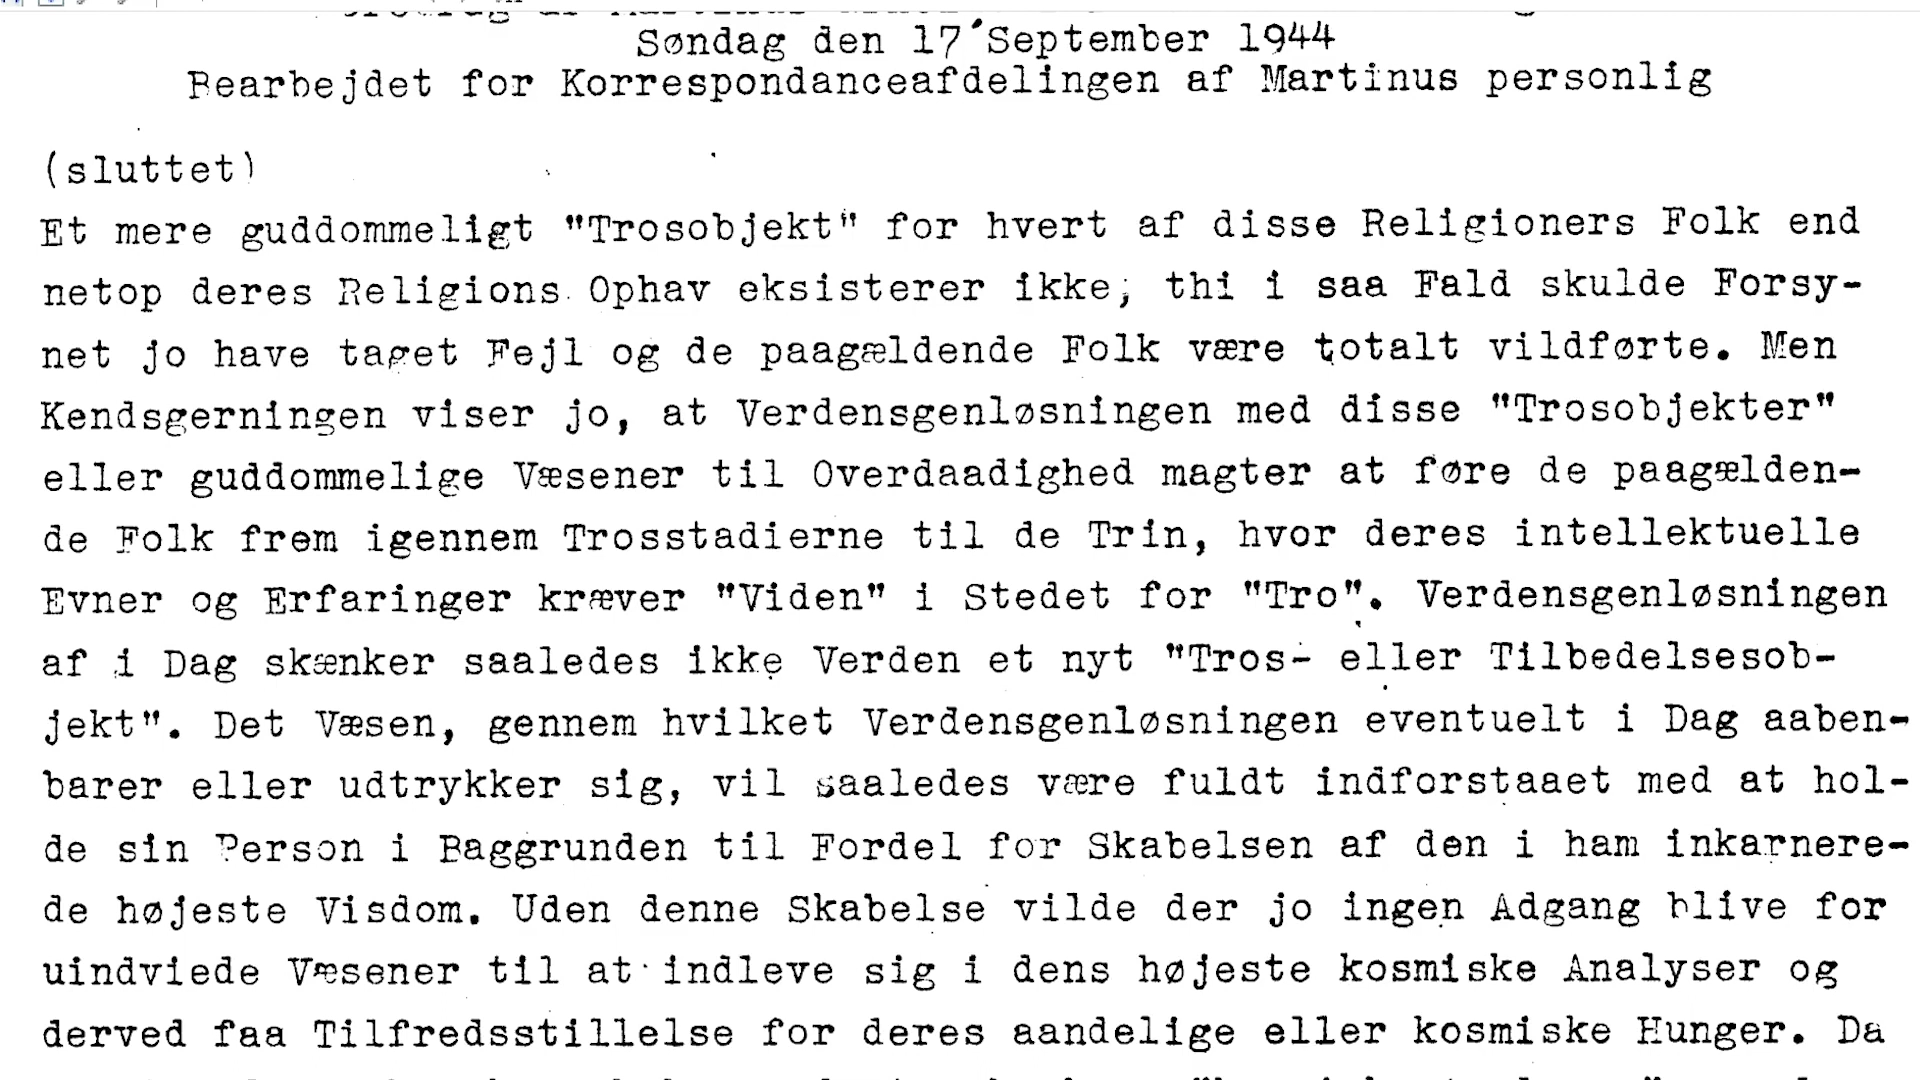 Søndag den 17 September 1944
Bearbejdet for Korrespondanceafdelingen af Martinus personlig
(sluttet)
Et mere guddommeligt "Trosobjekt" for hvert af disse Religioners Folk end
netop deres Religions Ophav eksisterer ikke, thi i saa Fald skulde Forsy-
net jo have taget Fejl og de paagældende Folk være totalt vildførte. Men
Kendsgerningen viser jo, at Verdensgenløsningen med disse "Trosobjekter"
eller guddommelige Væsener til Overdaadighed magter at føre de paagælden-
de Folk frem igennem Trosstadierne til de Trin, hvor deres intellektuelle
Evner og Erfaringer kræver "Viden" i Stedet for "Tro". Verdensgenløsningen
af i Dag skænker saaledes ikke Verden et nyt "Tros- eller Tilbedelsesob-
jekt". Det Væsen, gennem hvilket Verdensgenløsningen eventuelt i Dag aaben-
barer eller udtrykker sig, vil saaledes være fuldt indforstaaet med at hol-
de sin Person i Baggrunden til Fordel for Skabelsen af den i ham inkarnere-
de højeste Visdom. Uden denne Skabelse vilde der jo ingen Adgang blive for
uindviede Væsener til at indleve sig i dens højeste kosmiske Analyser og
derved faa Tilfredsstillelse for deres aandelige eller kosmiske Hunger. Da